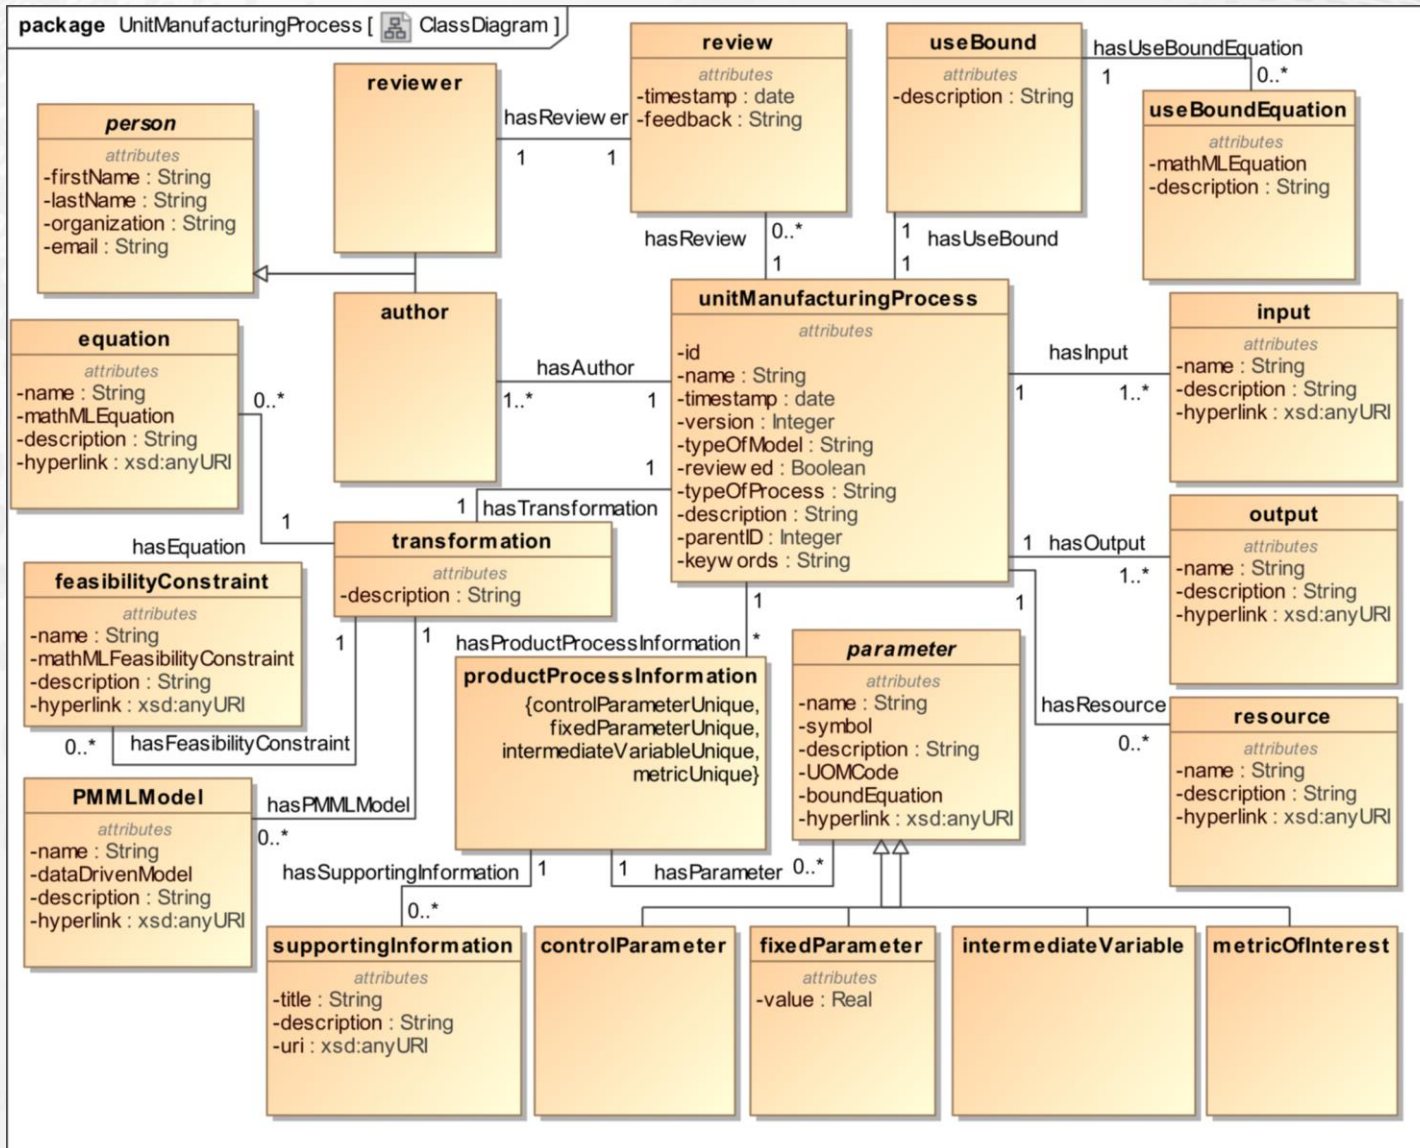 package UnitManufacturingProcess [ ClassDiagram ]
person
attributes
-firstName : String
-lastName : String
-organization : String
-email : String
reviewer
hasReviewer
1
1
review
attributes
-timestamp : date
-feedback : String
useBound
attributes
-description : String
hasUseBoundEquation
1
0..*
useBoundEquation
attributes
-mathMLEquation
-description : String
hasReview
0..*
1
1
hasUseBound
1
author
hasAuthor
1..*
1
unitManufacturingProcess
attributes
-id
-name : String
-timestamp : date
-version : Integer
-typeOfModel : String
-reviewed : Boolean
-typeOfProcess : String
-description : String
-parentID : Integer
-keywords : String
hasInput
1
1..*
input
attributes
-name : String
-description : String
-hyperlink : xsd:anyURI
equation
attributes
-name : String
-mathMLEquation
-description : String
-hyperlink : xsd:anyURI
0..*
1
hasEquation
1
1
hasTransformation
transformation
attributes
-description : String
1
hasOutput
1..*
output
attributes
-name : String
-description : String
-hyperlink : xsd:anyURI
feasibilityConstraint
attributes
-name : String
-mathMLFeasibilityConstraint
-description : String
-hyperlink : xsd:anyURI
1
0..*
hasFeasibilityConstraint
1
hasPMMLModel
0..*
PMMLModel
attributes
-name : String
-dataDrivenModel
-description : String
-hyperlink : xsd:anyURI
1
hasProductProcessInformation
*
productProcessInformation
{controlParameterUnique,
fixedParameterUnique,
intermediateVariableUnique,
metricUnique}
parameter
attributes
-name : String
-symbol
-description : String
-UOMCode
-boundEquation
-hyperlink : xsd:anyURI
1
hasResource
0..*
resource
attributes
-name : String
-description : String
-hyperlink : xsd:anyURI
hasSupportingInformation
1
0..*
1
hasParameter
0..*
supportingInformation
attributes
-title : String
-description : String
-uri : xsd:anyURI
controlParameter
fixedParameter
attributes
-value : Real
intermediateVariable
metricOfInterest